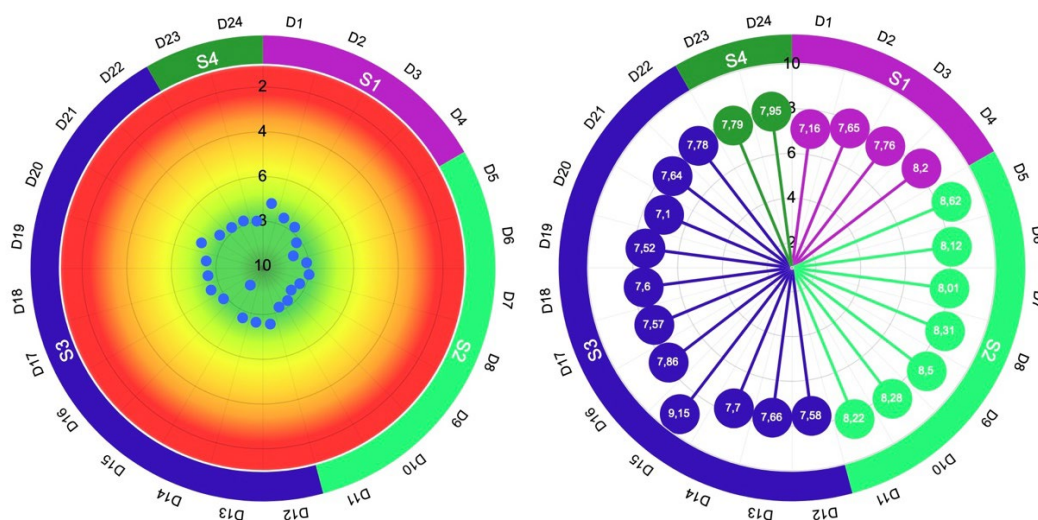 D1
D2
D3
D4
D5
D6
D7
D8
D9
D10
D11
D12
D13
D14
D15
D16
D17
D18
D19
D20
D21
D22
D23
D24
S1
S2
S3
S4
2
4
6
10
D1
D2
D3
D4
D5
D6
D7
D8
D9
D10
D11
D12
D13
D14
D15
D16
D17
D18
D19
D20
D21
D22
D23
D24
S1
S2
S3
S4
10
6
4
2
7,16
7,65
7,76
8,2
8,62
8,12
8,01
8,31
8,5
8,28
8,22
7,58
7,66
7,7
9,15
7,86
7,57
7,6
7,52
7,1
7,64
7,78
7,79
7,95